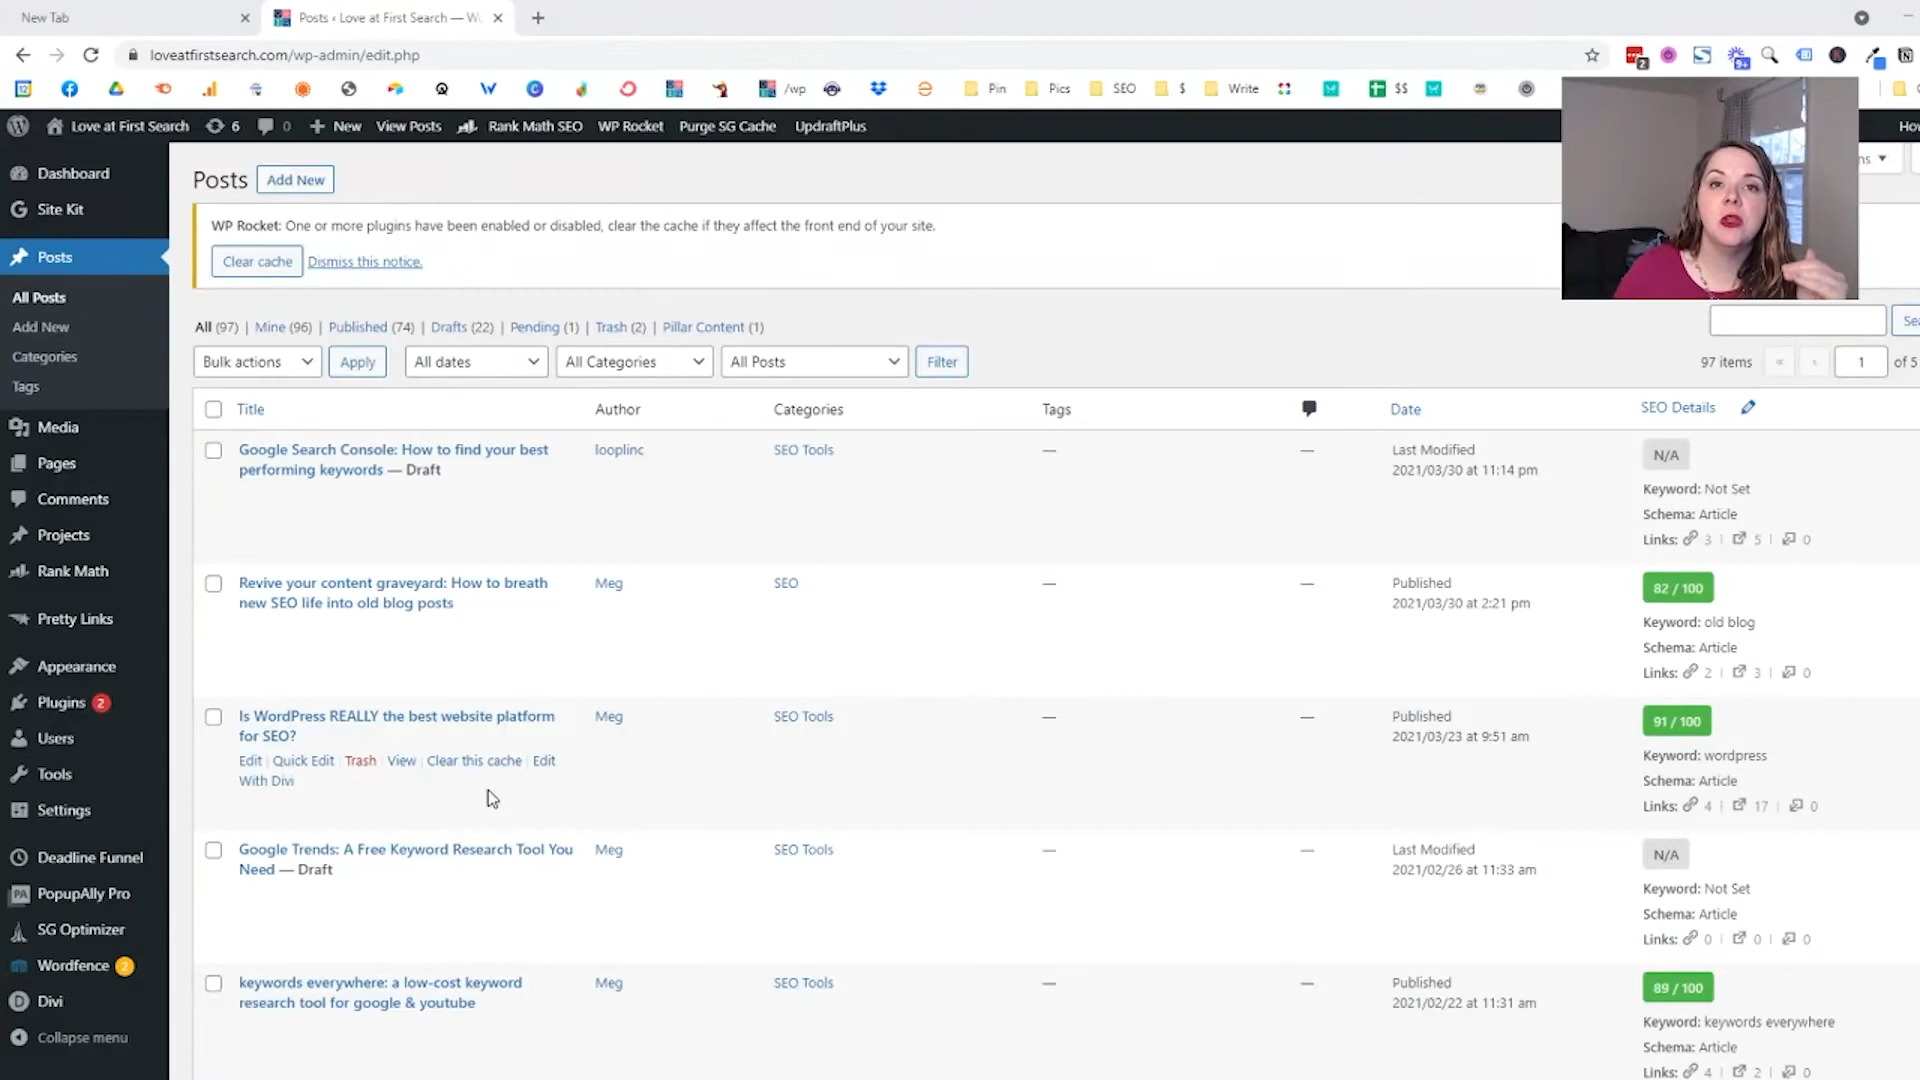 New Tab
Posts ‹ Love at First Search — W
loveatfirstsearch.com/wp-admin/edit.php
2
9+
12
/wp
Pin
Pics
SEO
$
Write
$$
Love at First Search
6
0
New
View Posts
Rank Math SEO
WP Rocket
Purge SG Cache
UpdraftPlus
Dashboard
Site Kit
Posts
All Posts
Add New
Categories
Tags
Media
Pages
Comments
Projects
Rank Math
Pretty Links
Appearance
Plugins 2
Users
Tools
Settings
Deadline Funnel
PA PopupAlly Pro
SG Optimizer
Wordfence 2
Divi
Collapse menu
Posts
Add New
WP Rocket: One or more plugins have been enabled or disabled, clear the cache if they affect the front end of your site.
Clear cache
Dismiss this notice.
All (97) | Mine (96) | Published (74) | Drafts (22) | Pending (1) | Trash (2) | Pillar Content (1)
Bulk actions
Apply
All dates
All Categories
All Posts
Filter
97 items
«
‹
1
of 5
Title
Author
Categories
Tags
Date
SEO Details
Google Search Console: How to find your best
performing keywords — Draft
looplinc
SEO Tools
—
—
Last Modified
2021/03/30 at 11:14 pm
N/A
Keyword: Not Set
Schema: Article
Links: 3 | 5 | 0
Revive your content graveyard: How to breath
new SEO life into old blog posts
Meg
SEO
—
—
Published
2021/03/30 at 2:21 pm
82 / 100
Keyword: old blog
Schema: Article
Links: 2 | 3 | 0
Is WordPress REALLY the best website platform
for SEO?
Edit | Quick Edit | Trash | View | Clear this cache | Edit
With Divi
Meg
SEO Tools
—
—
Published
2021/03/23 at 9:51 am
91 / 100
Keyword: wordpress
Schema: Article
Links: 4 | 17 | 0
Google Trends: A Free Keyword Research Tool You
Need — Draft
Meg
SEO Tools
—
—
Last Modified
2021/02/26 at 11:33 am
N/A
Keyword: Not Set
Schema: Article
Links: 0 | 0 | 0
keywords everywhere: a low-cost keyword
research tool for google & youtube
Meg
SEO Tools
—
—
Published
2021/02/22 at 11:31 am
89 / 100
Keyword: keywords everywhere
Schema: Article
Links: 4 | 2 | 0